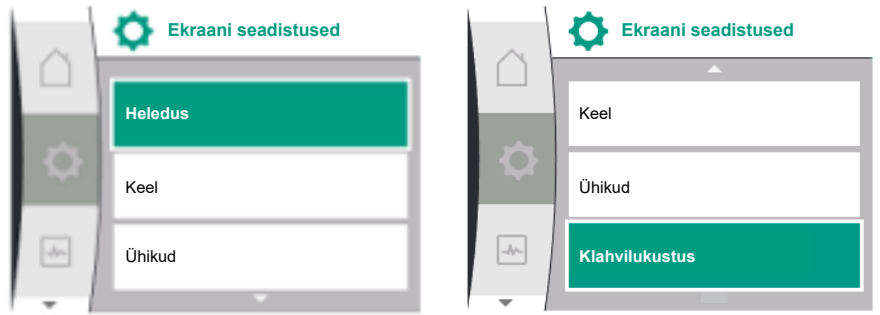 Ekraani seadistused
Heledus
Keel
Ühikud
Ekraani seadistused
Keel
Ühikud
Klahvilukustus